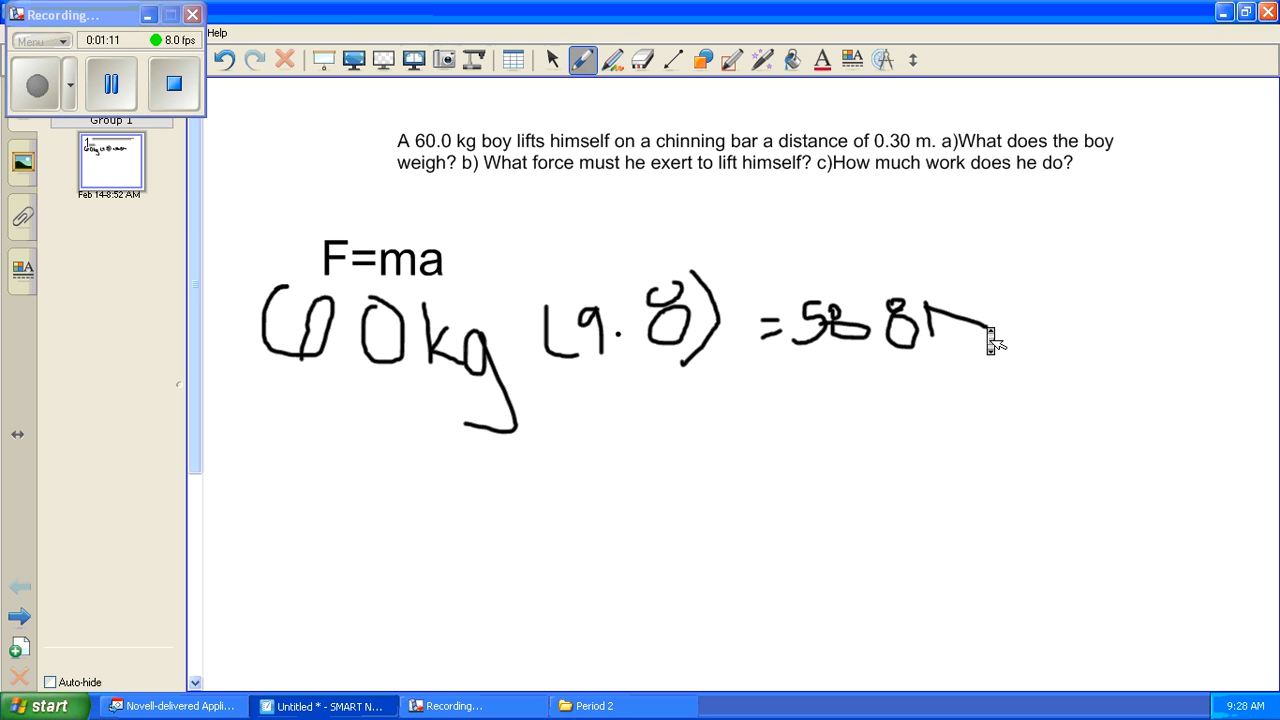 Recording...
Menu
0:01:11
8.0 fps
Help
Group 1
Feb 14-8:52 AM
A 60.0 kg boy lifts himself on a chinning bar a distance of 0.30 m. a)What does the boy
weigh? b) What force must he exert to lift himself? c)How much work does he do?
F=ma
60kg (9.8) = 588
Auto-hide
start
Novell-delivered Appli...
Untitled * - SMART N...
Recording...
Period 2
9:28 AM